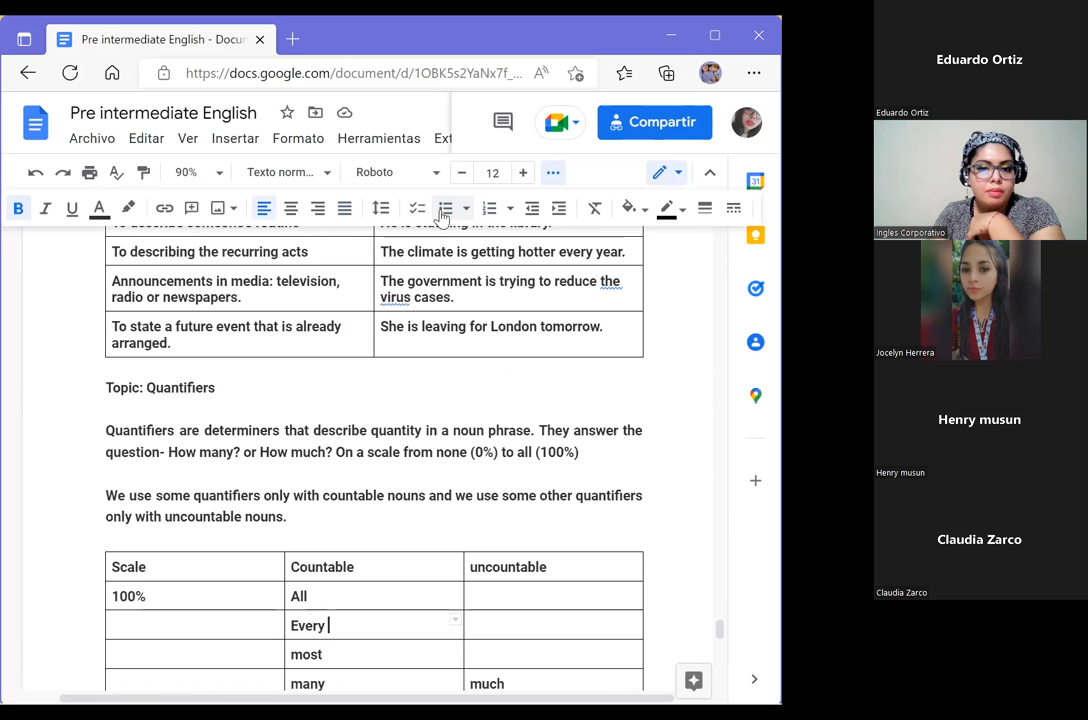 Pre intermediate English - Docur
https://docs.google.com/document/d/1OBK5s2YaNx7f_...
Pre intermediate English
Archivo Editar Ver Insertar Formato Herramientas Ext
Compartir
90% Texto norm... Roboto 12
B I U A
To describing the recurring acts The climate is getting hotter every year.
Announcements in media: television, The government is trying to reduce the
radio or newspapers. virus cases.
To state a future event that is already She is leaving for London tomorrow.
arranged.
Topic: Quantifiers
Quantifiers are determiners that describe quantity in a noun phrase. They answer the
question- How many? or How much? On a scale from none (0%) to all (100%)
We use some quantifiers only with countable nouns and we use some other quantifiers
only with uncountable nouns.
Scale Countable uncountable
100% All
Every
most
many much
31
Eduardo Ortiz
Eduardo Ortiz
Ingles Corporativo
Jocelyn Herrera
Henry musun
Henry musun
Claudia Zarco
Claudia Zarco